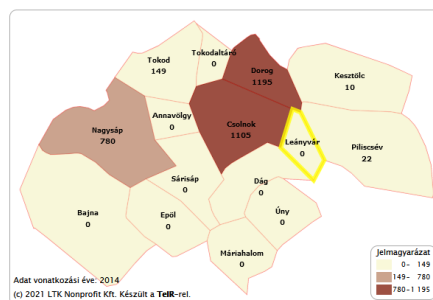 Tokod
149
Tokodaltáró
0
Dorog
1195
Kesztölc
10
Annavölgy
0
Csolnok
1105
Nagysáp
780
Leányvár
0
Piliscsév
22
Sárisáp
0
Dág
0
Bajna
0
Epöl
0
Úny
0
Máriahalom
0
Jelmagyarázat
0- 149
149- 780
780-1 195
Adat vonatkozási éve: 2014
(c) 2021 LTK Nonprofit Kft. Készült a TeIR-rel.